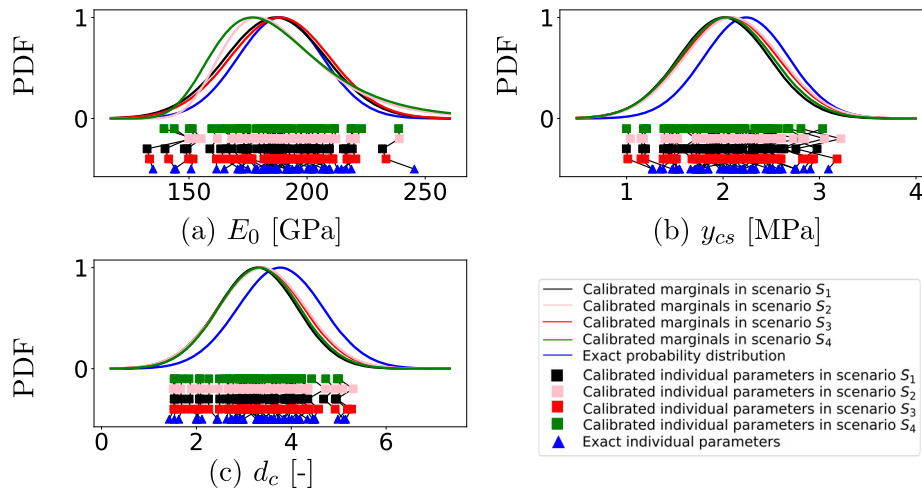 PDF
1
0
150
200
250
(a) E₀ [GPa]
PDF
1
0
1
2
3
4
(b) y_cs [MPa]
PDF
1
0
0
2
4
6
(c) d_c [-]
Calibrated marginals in scenario S₁
Calibrated marginals in scenario S₂
Calibrated marginals in scenario S₃
Calibrated marginals in scenario S₄
Exact probability distribution
Calibrated individual parameters in scenario S₁
Calibrated individual parameters in scenario S₂
Calibrated individual parameters in scenario S₃
Calibrated individual parameters in scenario S₄
Exact individual parameters